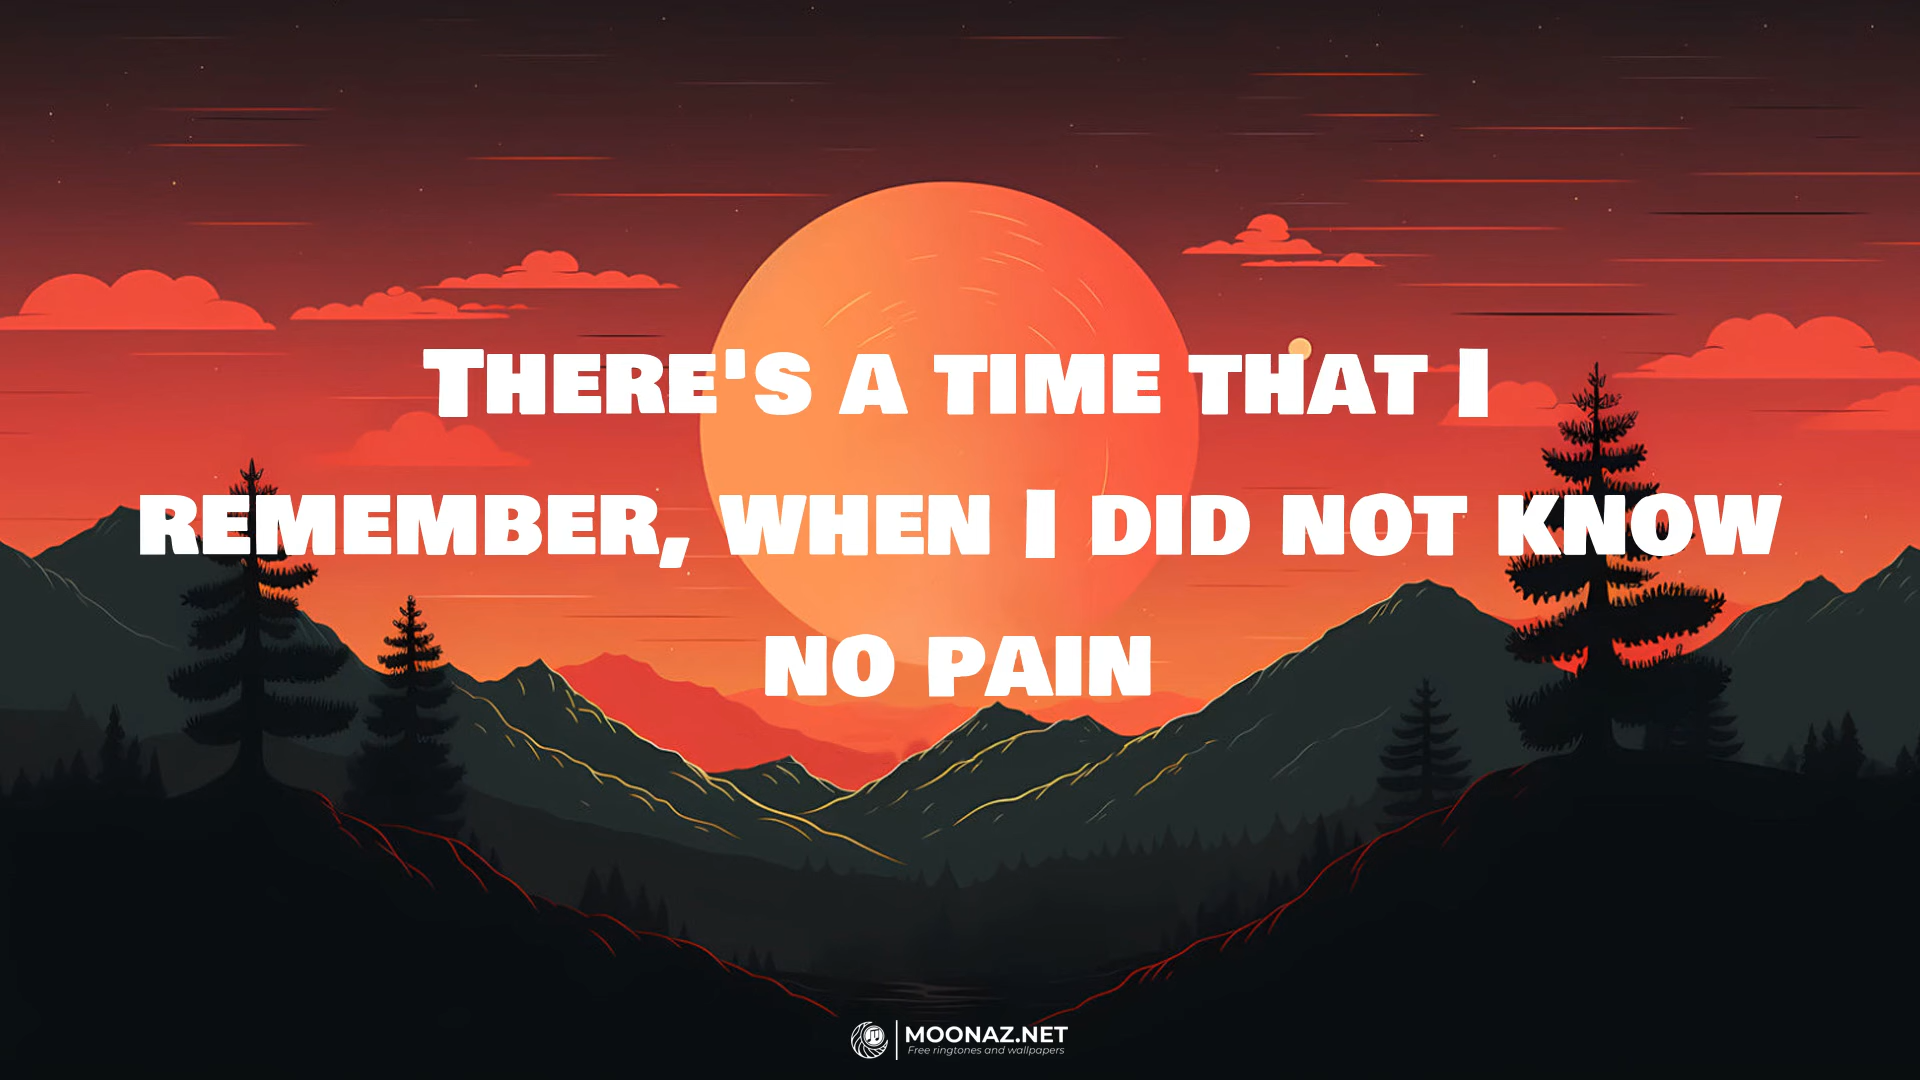 There's a time that I
remember, when I did not know
no pain
MOONAZ.NET
Free ringtones and wallpapers